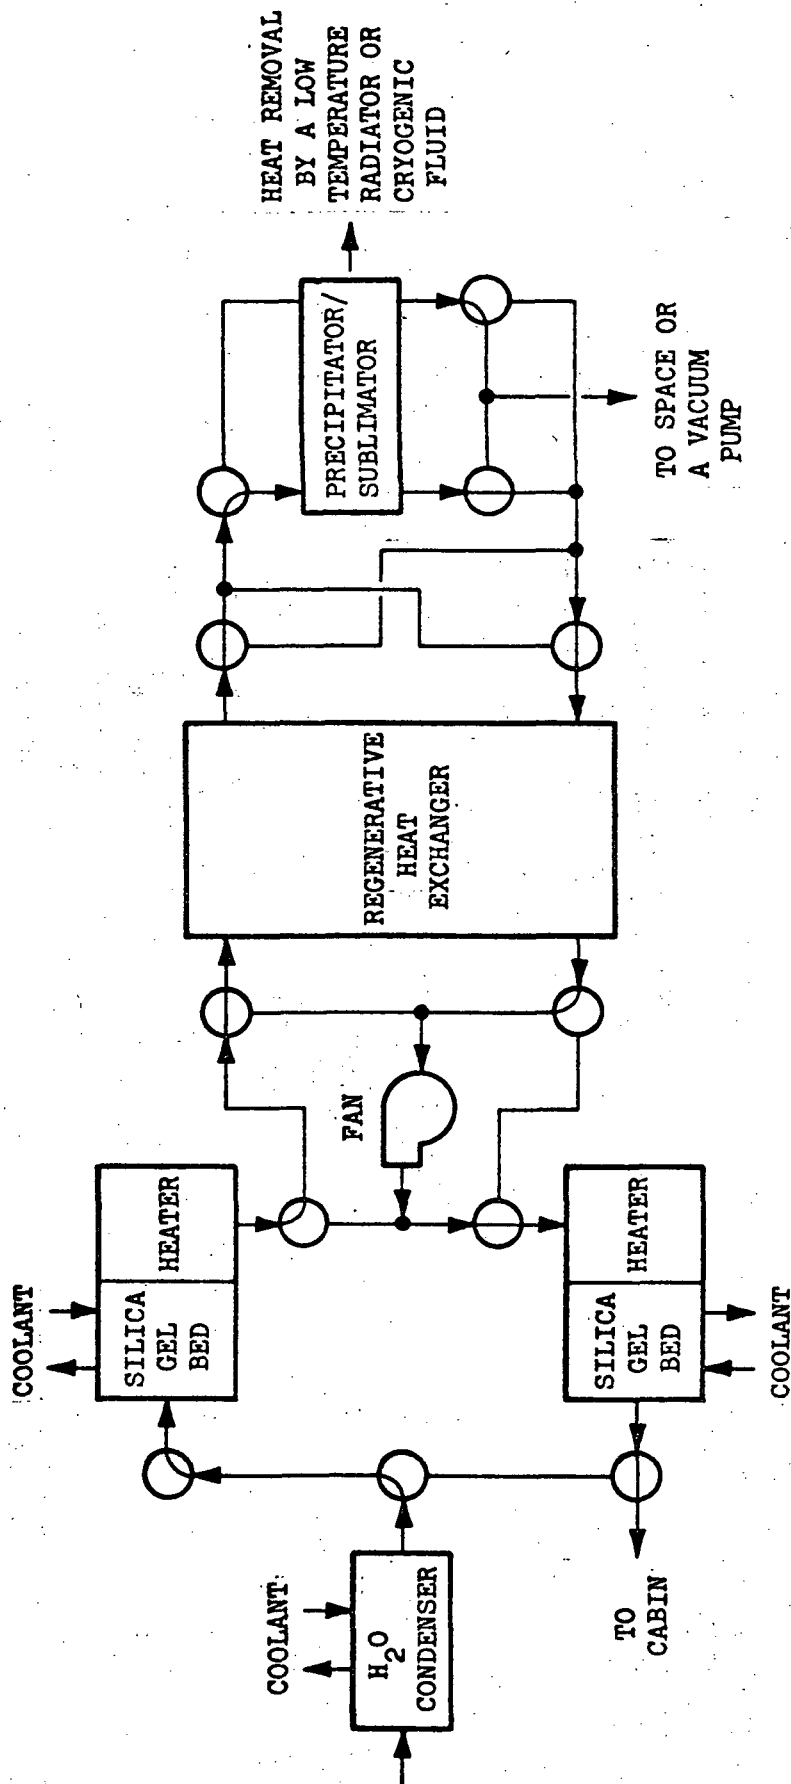 COOLANT
H2O
CONDENSER
TO
CABIN
COOLANT
SILICA
GEL
BED
HEATER
SILICA
GEL
BED
HEATER
COOLANT
FAN
REGENERATIVE
HEAT
EXCHANGER
PRECIPITATOR/
SUBLIMATOR
TO SPACE OR
A VACUUM
PUMP
HEAT REMOVAL
BY A LOW
TEMPERATURE
RADIATOR OR
CRYOGENIC
FLUID